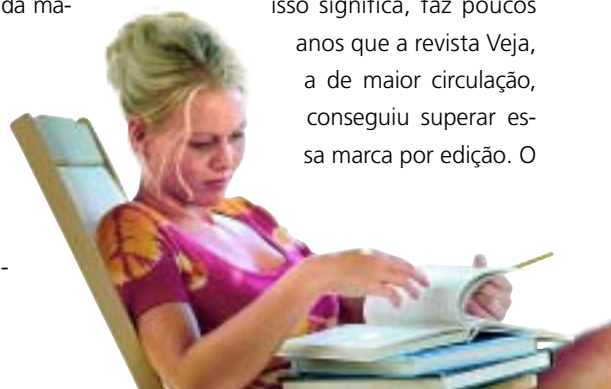 da má-
-
isso significa, faz poucos
anos que a revista Veja,
a de maior circulação,
conseguiu superar es-
sa marca por edição. O